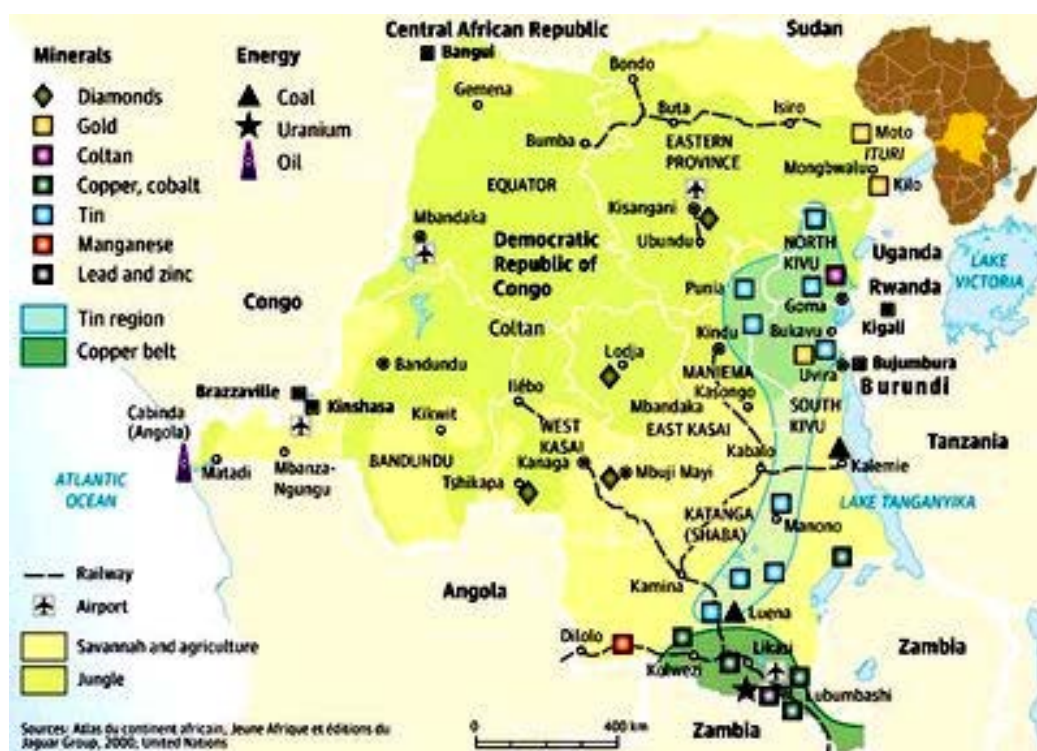 Central African Republic
Sudan
Minerals
Diamonds
Gold
Coltan
Copper, cobalt
Tin
Manganese
Lead and zinc
Tin region
Copper belt
Energy
Coal
Uranium
Oil
Bangui
Gemena
Bondo
Bumba
Buta
Isiro
Moto
ITURI
EASTERN
PROVINCE
Mongbwalu
Kilo
EQUATOR
Kisangani
Mbandaka
Ubundu
NORTH
KIVU
Uganda
LAKE
VICTORIA
Democratic
Republic of
Congo
Punia
Goma
Rwanda
Congo
Coltan
Kindu
Bukavu
Kigali
Bandundu
Lodja
MANIEMA
Uvira
Bujumbura
Burundi
Brazzaville
Kinshasa
Ilébo
Kasongo
Cabinda
(Angola)
Kikwit
Mbandaka
EAST KASAI
SOUTH
KIVU
WEST
KASAI
Tanzania
Matadi
Mbanza-
Ngungu
BANDUNDU
Kanaga
Mbuji Mayi
Kabalo
Kalemie
ATLANTIC
OCEAN
Tshikapa
LAKE TANGANYIKA
KATANGA
(SHABA)
Manono
Railway
Airport
Savannah and agriculture
Jungle
Angola
Kamina
Luena
Dilolo
Kolwezi
Likasi
Zambia
Lubumbashi
Zambia
0 400 km
Sources: Atlas du continent africain, Jeune Afrique et éditions du
Jaguar Group, 2000; United Nations